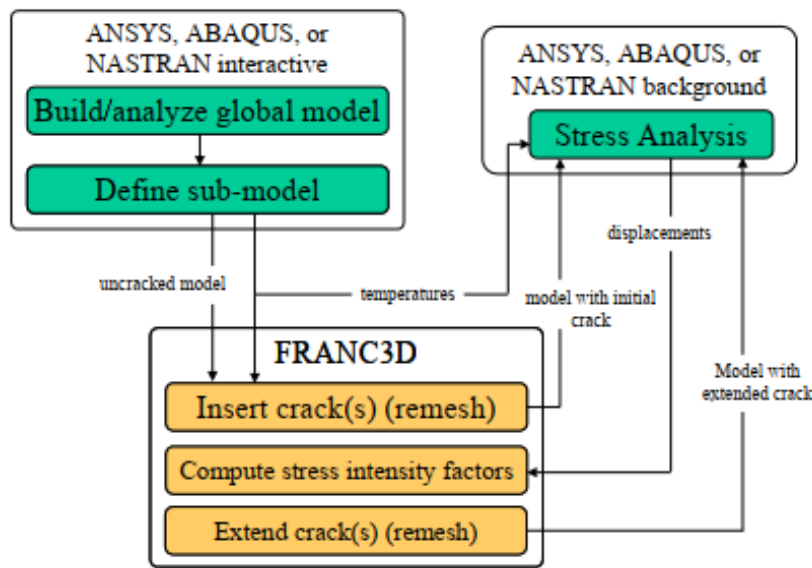 ANSYS, ABAQUS, or
NASTRAN interactive
Build/analyze global model
Define sub-model
ANSYS, ABAQUS, or
NASTRAN background
Stress Analysis
uncracked model
temperatures
displacements
model with initial
crack
Model with
extended crack
FRANC3D
Insert crack(s) (remesh)
Compute stress intensity factors
Extend crack(s) (remesh)